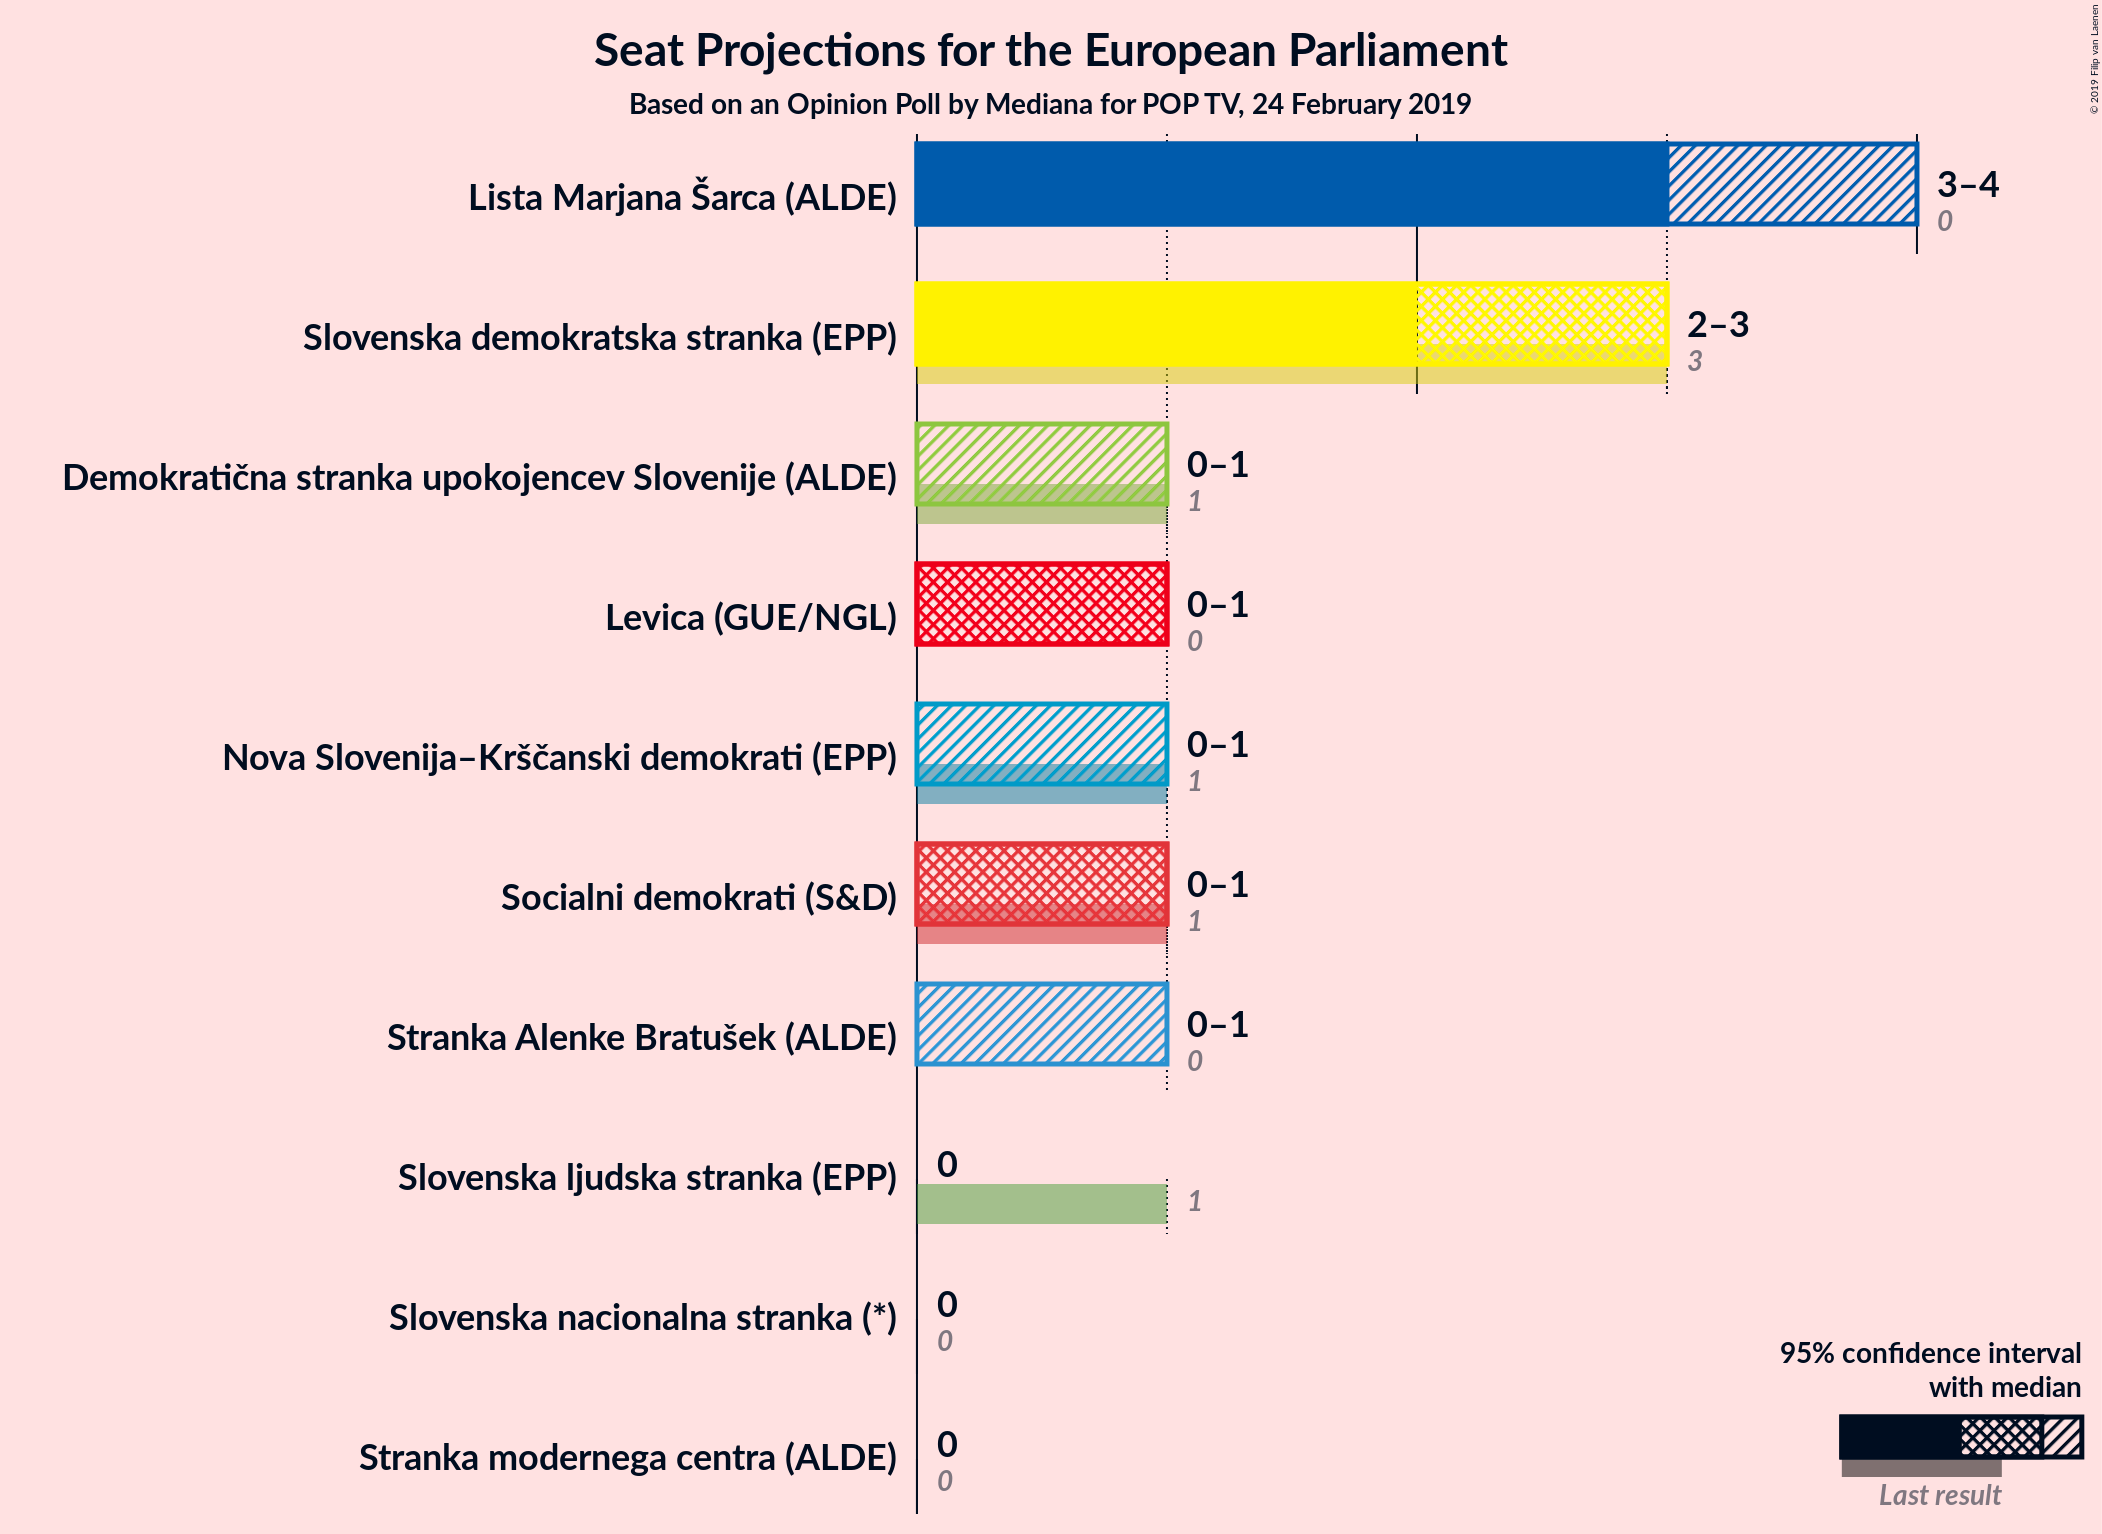 Seat Projections for the European Parliament
Based on an Opinion Poll by Mediana for POP TV, 24 February 2019
© 2019 Filip van Laenen
Lista Marjana Šarca (ALDE)
3–4
0
Slovenska demokratska stranka (EPP)
2–3
3
Demokratična stranka upokojencev Slovenije (ALDE)
0–1
1
Levica (GUE/NGL)
0–1
0
Nova Slovenija–Krščanski demokrati (EPP)
0–1
1
Socialni demokrati (S&D)
0–1
1
Stranka Alenke Bratušek (ALDE)
0–1
0
Slovenska ljudska stranka (EPP)
0
1
Slovenska nacionalna stranka (*)
0
0
Stranka modernega centra (ALDE)
0
0
95% confidence interval
with median
Last result